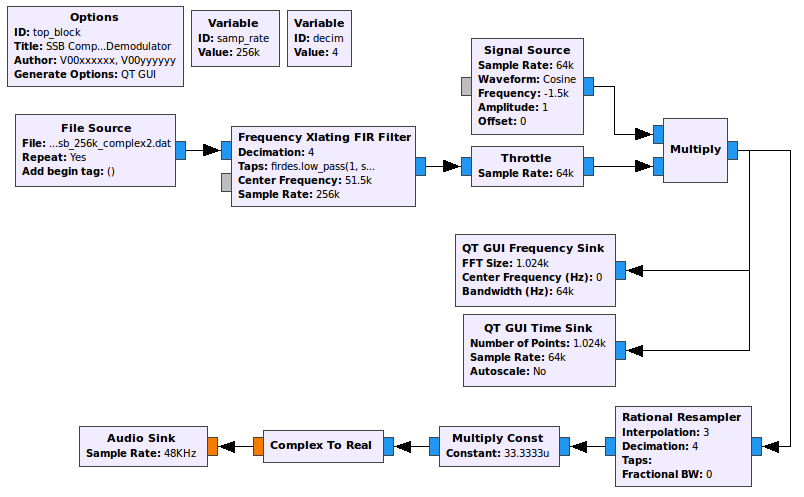 Options
ID: top_block
Title: SSB Comp...Demodulator
Author: V00xxxxxx, V00yyyyyy
Generate Options: QT GUI
Variable
ID: samp_rate
Value: 256k
Variable
ID: decim
Value: 4
Signal Source
Sample Rate: 64k
Waveform: Cosine
Frequency: -1.5k
Amplitude: 1
Offset: 0
File Source
File: ...sb_256k_complex2.dat
Repeat: Yes
Add begin tag: ()
Frequency Xlating FIR Filter
Decimation: 4
Taps: firdes.low_pass(1, s...
Center Frequency: 51.5k
Sample Rate: 256k
Throttle
Sample Rate: 64k
Multiply
QT GUI Frequency Sink
FFT Size: 1.024k
Center Frequency (Hz): 0
Bandwidth (Hz): 64k
QT GUI Time Sink
Number of Points: 1.024k
Sample Rate: 64k
Autoscale: No
Rational Resampler
Interpolation: 3
Decimation: 4
Taps:
Fractional BW: 0
Multiply Const
Constant: 33.3333u
Complex To Real
Audio Sink
Sample Rate: 48KHz